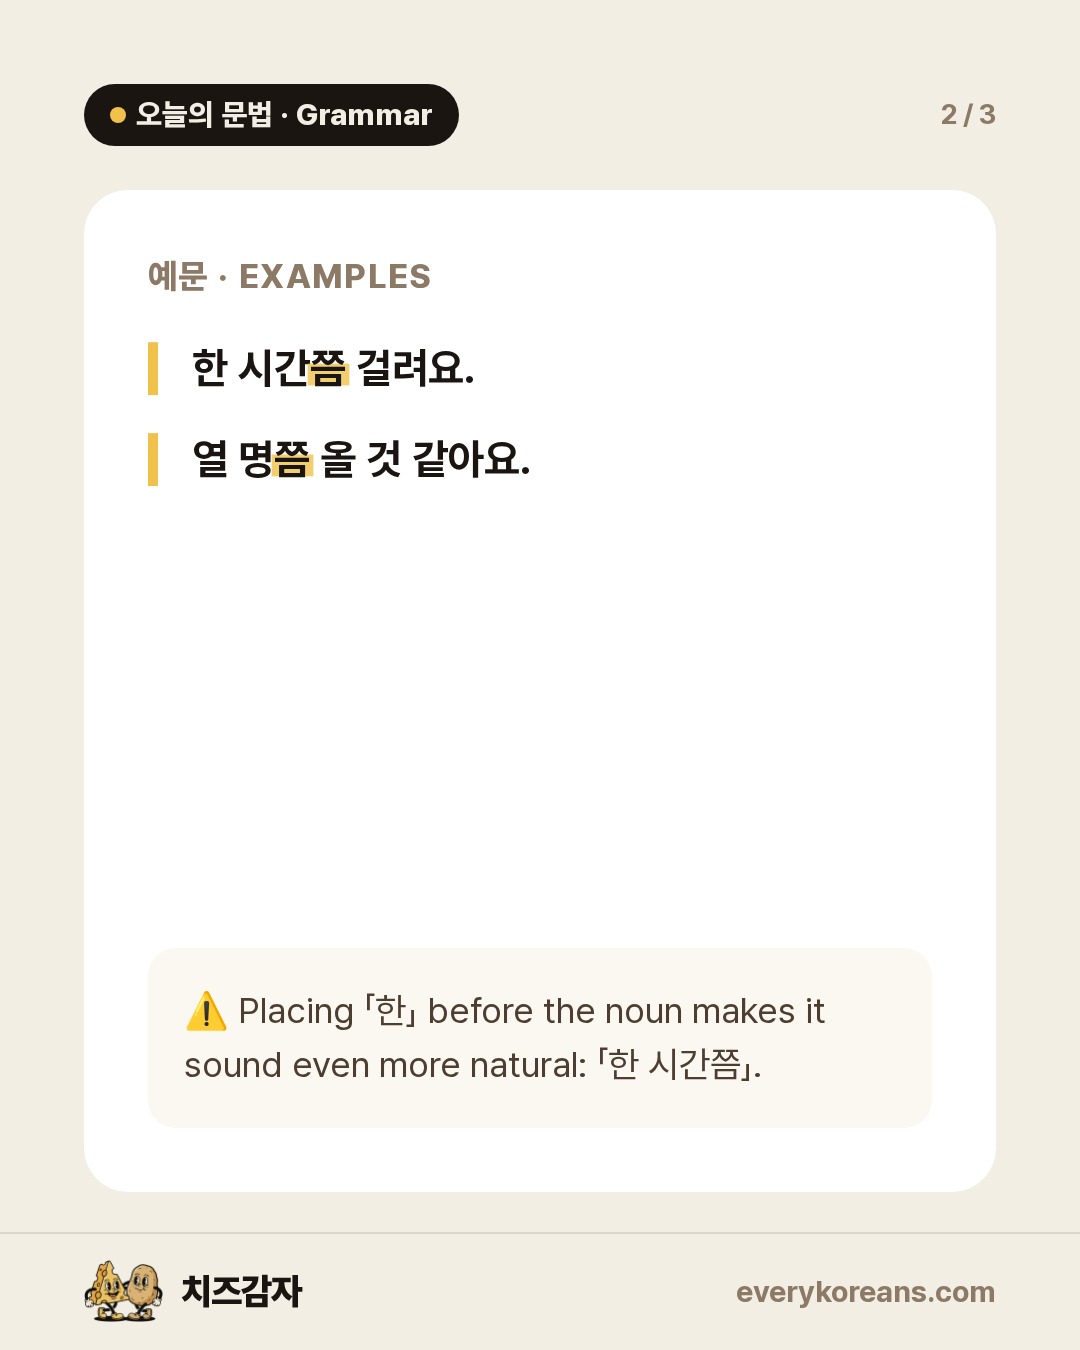 오늘의 문법 · Grammar
2 / 3
예문 · EXAMPLES
한 시간쯤 걸려요.
열 명쯤 올 것 같아요.
⚠️ Placing 「한」 before the noun makes it
sound even more natural: 「한 시간쯤」.
치즈감자
everykoreans.com